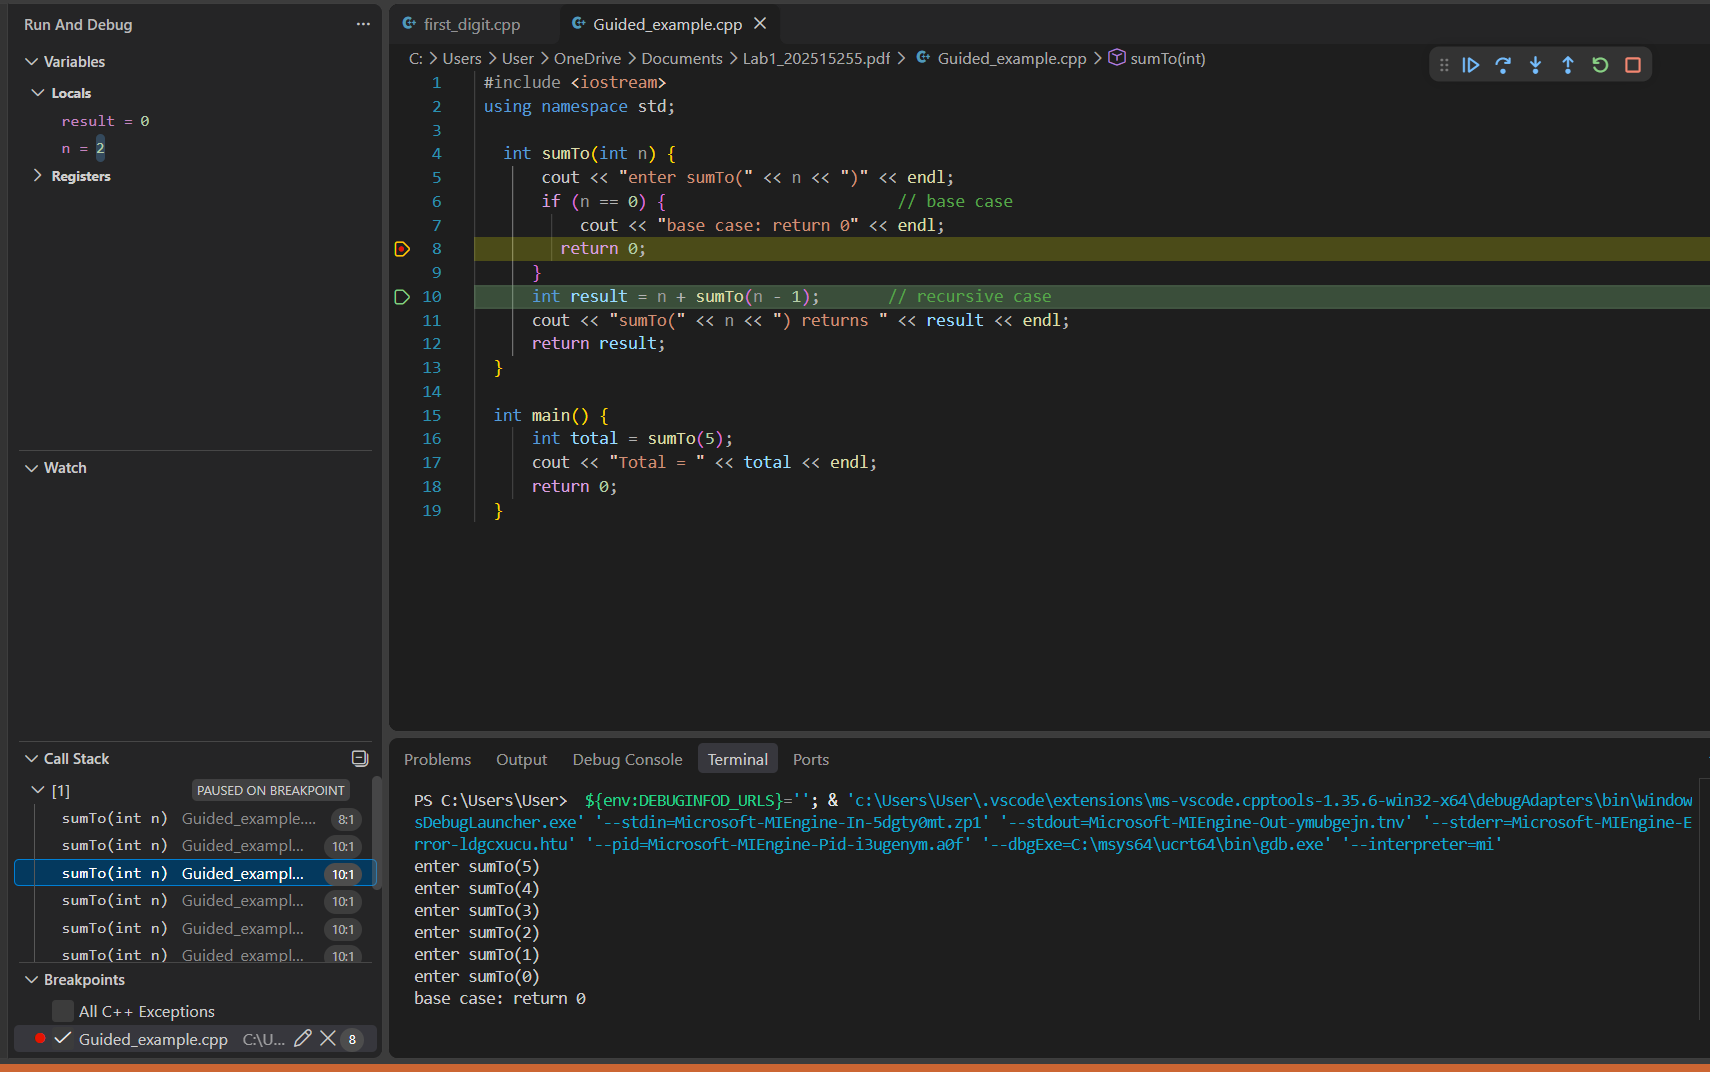 Run And Debug ···
Variables
Locals
result = 0
n = 2
Registers
Watch
Call Stack
[1] PAUSED ON BREAKPOINT
sumTo(int n) Guided_example.... 8:1
sumTo(int n) Guided_exampl... 10:1
sumTo(int n) Guided_exampl... 10:1
sumTo(int n) Guided_exampl... 10:1
sumTo(int n) Guided_exampl... 10:1
sumTo(int n) Guided_exampl... 10:1
Breakpoints
All C++ Exceptions
Guided_example.cpp C:\U... 8
first_digit.cpp Guided_example.cpp
C: > Users > User > OneDrive > Documents > Lab1_202515255.pdf > Guided_example.cpp > sumTo(int)
1 #include <iostream>
2 using namespace std;
3
4 int sumTo(int n) {
5 cout << "enter sumTo(" << n << ")" << endl;
6 if (n == 0) { // base case
7 cout << "base case: return 0" << endl;
8 return 0;
9 }
10 int result = n + sumTo(n - 1); // recursive case
11 cout << "sumTo(" << n << ") returns " << result << endl;
12 return result;
13 }
14
15 int main() {
16 int total = sumTo(5);
17 cout << "Total = " << total << endl;
18 return 0;
19 }
Problems Output Debug Console Terminal Ports
PS C:\Users\User> ${env:DEBUGINFOD_URLS}=''; & 'c:\Users\User\.vscode\extensions\ms-vscode.cpptools-1.35.6-win32-x64\debugAdapters\bin\Window
sDebugLauncher.exe' '--stdin=Microsoft-MIEngine-In-5dgty0mt.zp1' '--stdout=Microsoft-MIEngine-Out-ymubgejn.tnv' '--stderr=Microsoft-MIEngine-E
rror-ldgcxucu.htu' '--pid=Microsoft-MIEngine-Pid-i3ugenym.a0f' '--dbgExe=C:\msys64\ucrt64\bin\gdb.exe' '--interpreter=mi'
enter sumTo(5)
enter sumTo(4)
enter sumTo(3)
enter sumTo(2)
enter sumTo(1)
enter sumTo(0)
base case: return 0